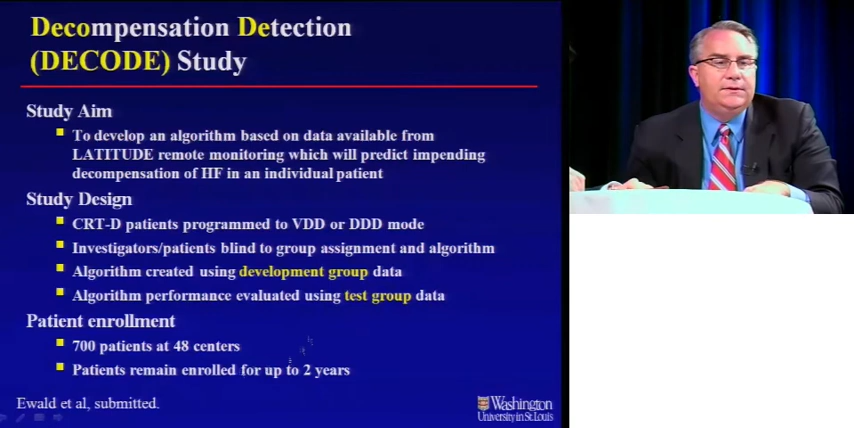 Decompensation Detection
(DECODE) Study
Study Aim
To develop an algorithm based on data available from
LATITUDE remote monitoring which will predict impending
decompensation of HF in an individual patient
Study Design
CRT-D patients programmed to VDD or DDD mode
Investigators/patients blind to group assignment and algorithm
Algorithm created using development group data
Algorithm performance evaluated using test group data
Patient enrollment
700 patients at 48 centers
Patients remain enrolled for up to 2 years
Ewald et al, submitted.
Washington
University in St. Louis